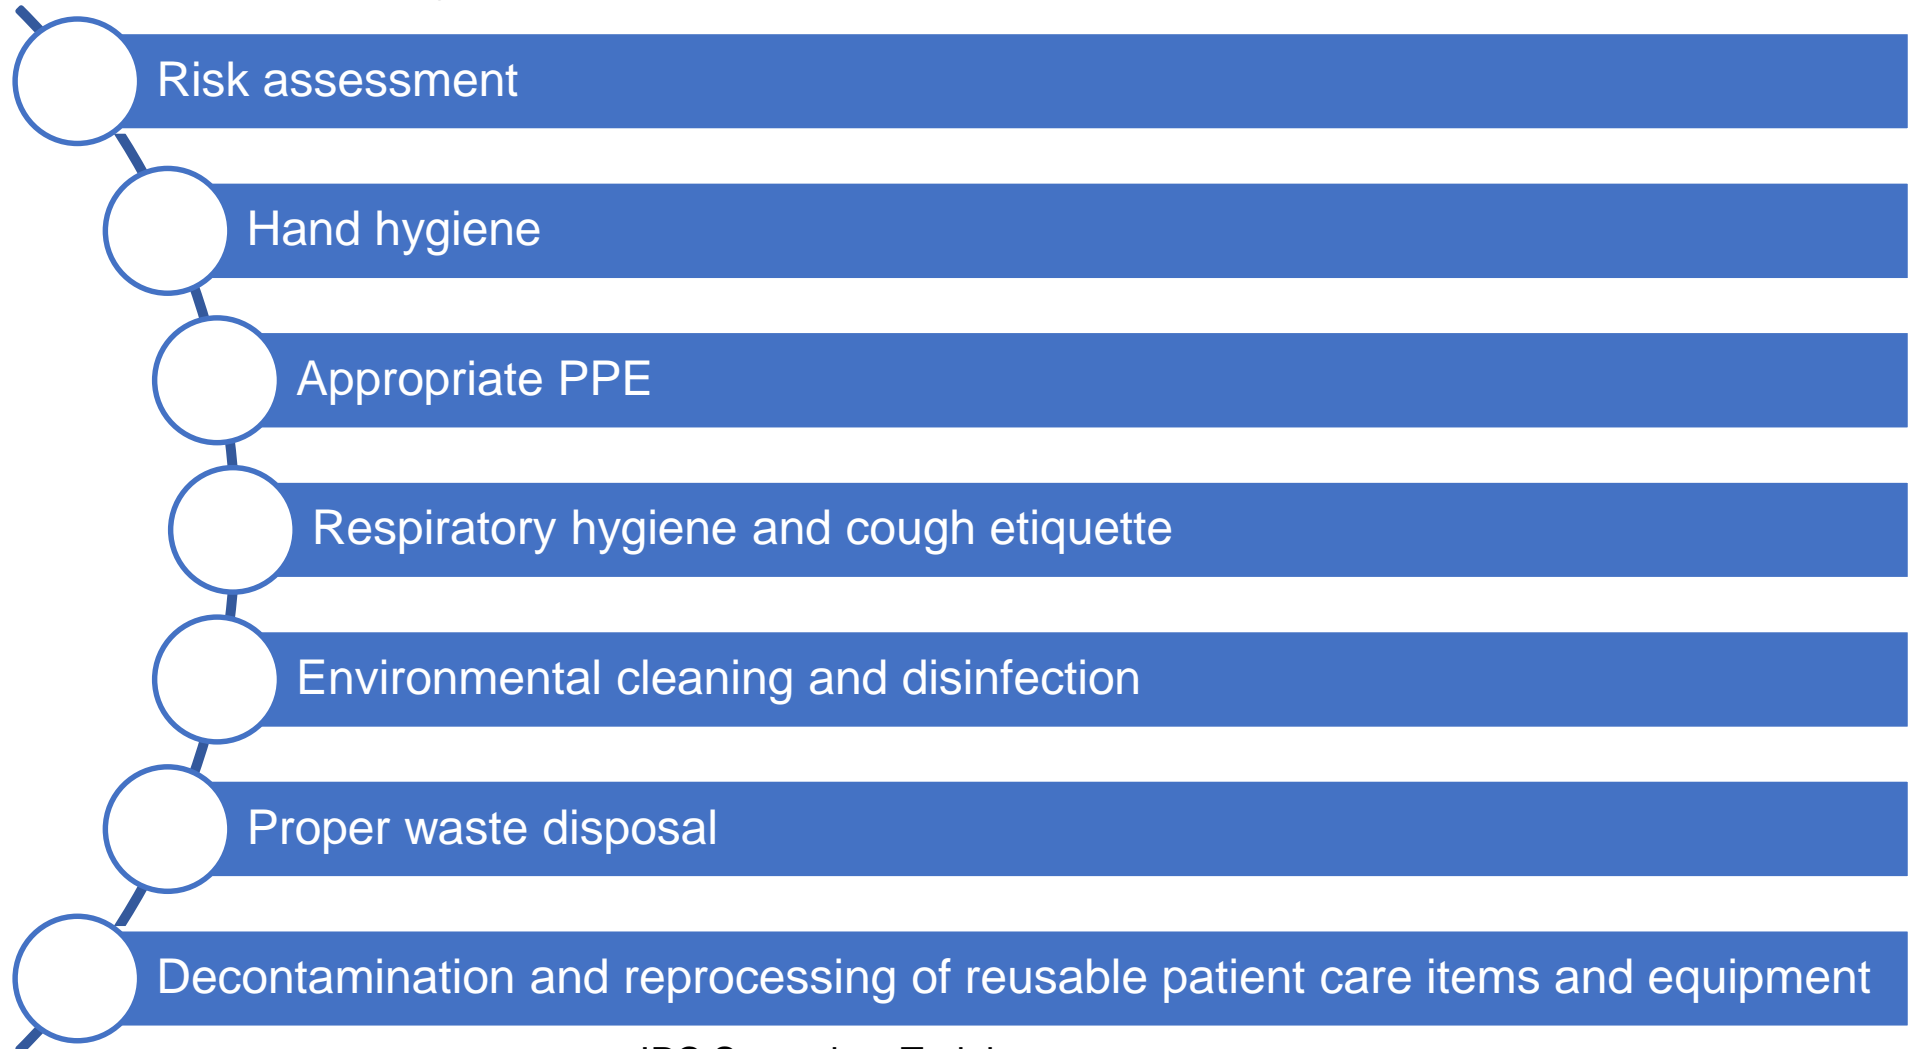 Risk assessment
Hand hygiene
Appropriate PPE
Respiratory hygiene and cough etiquette
Environmental cleaning and disinfection
Proper waste disposal
Decontamination and reprocessing of reusable patient care items and equipment